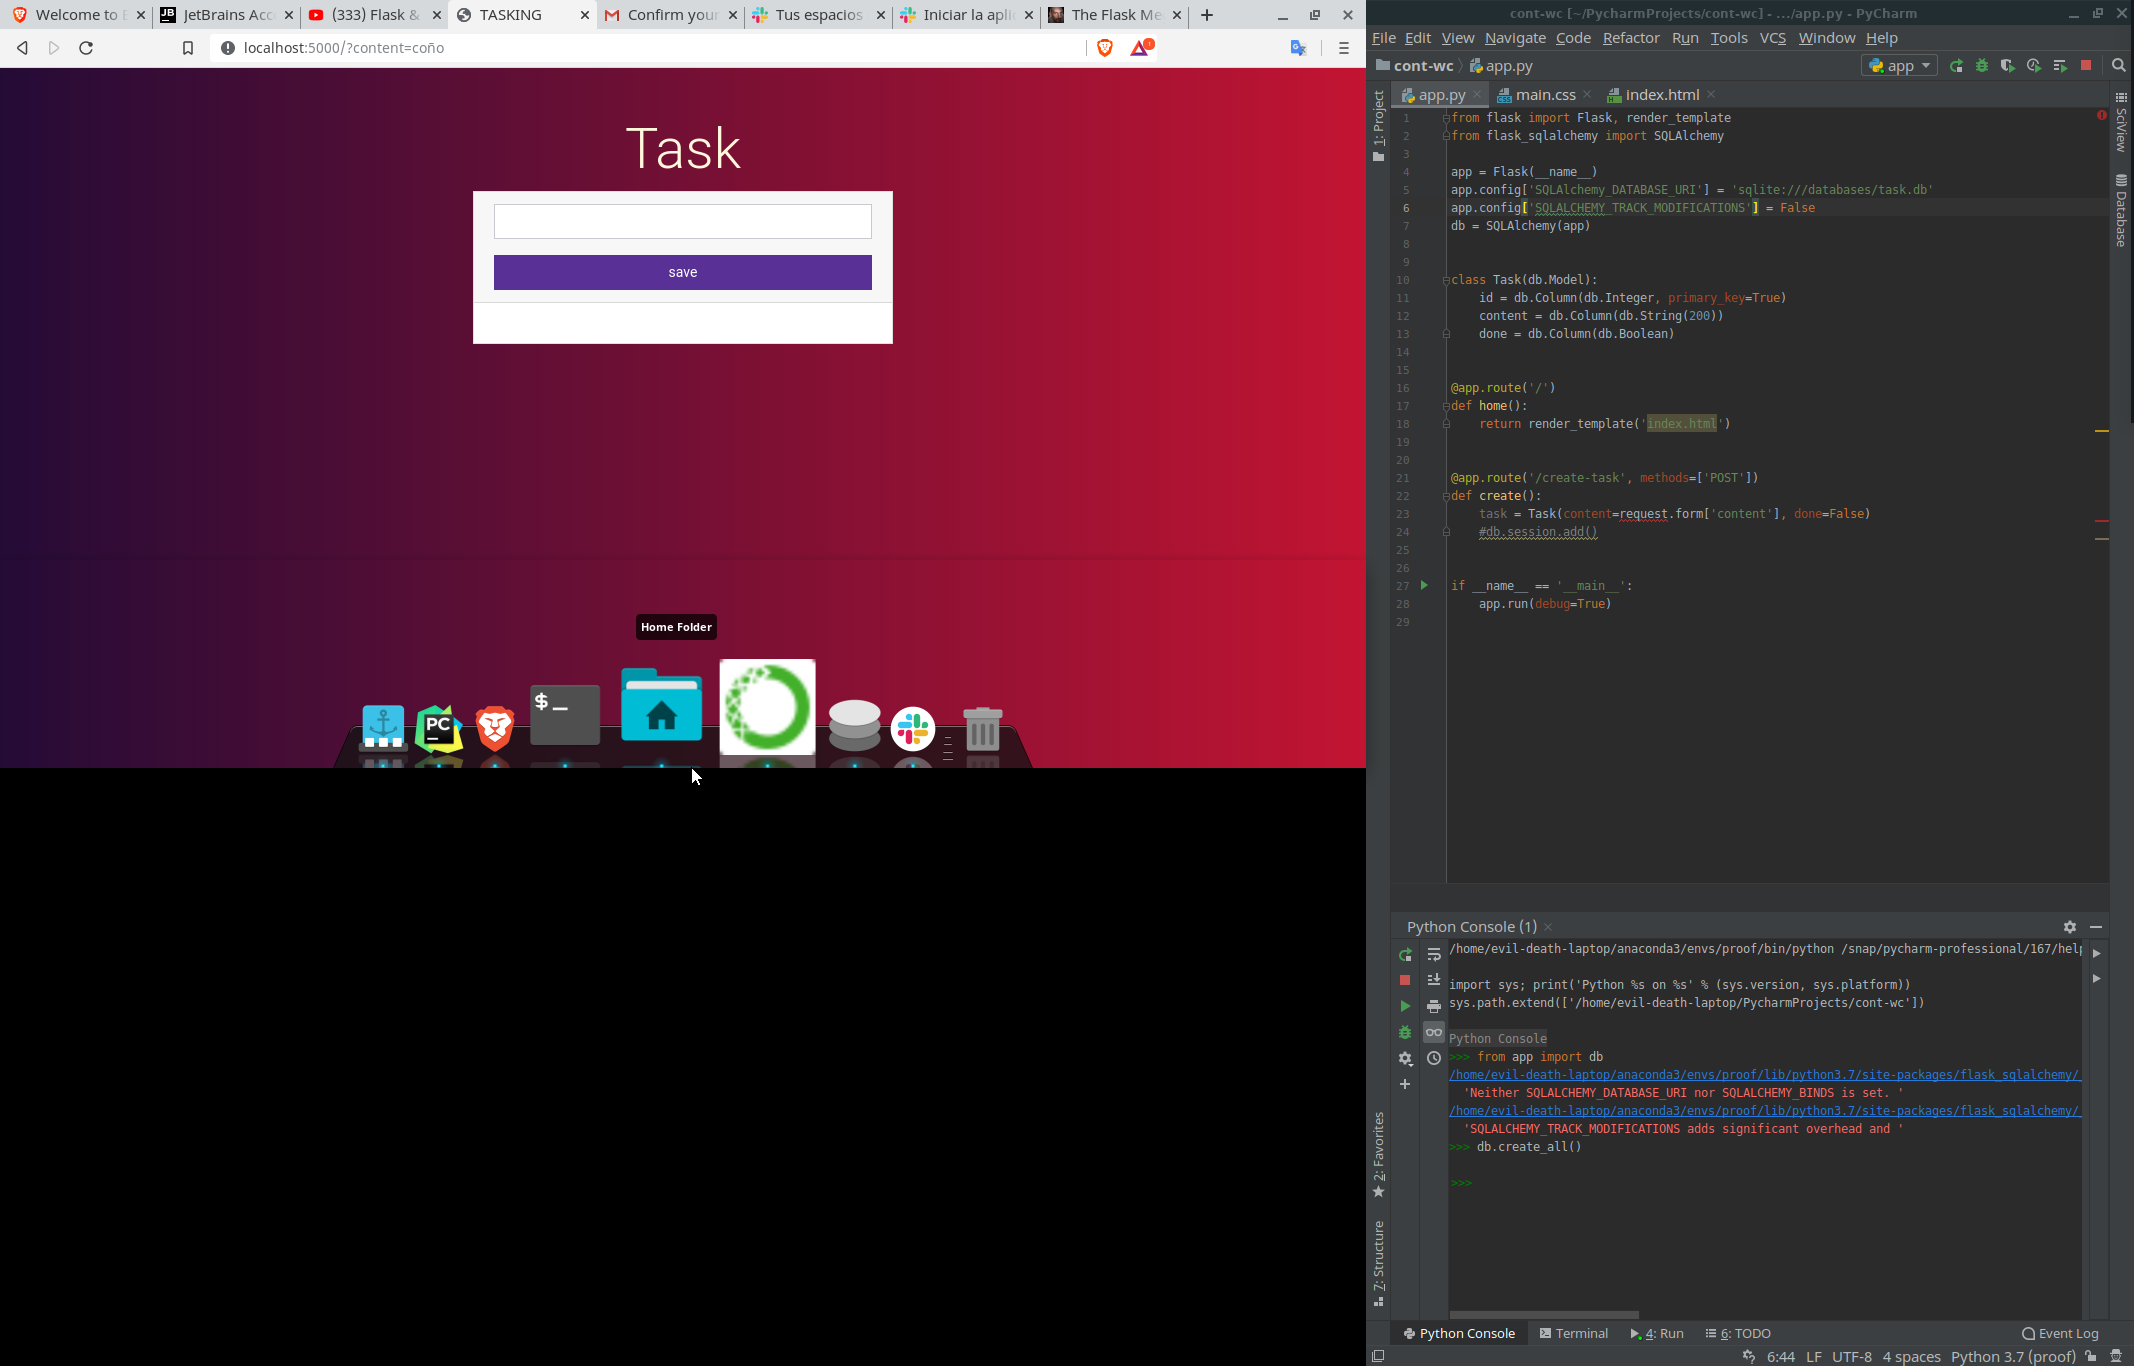 Welcome to B
JetBrains Acc
(333) Flask &
TASKING
Confirm your
Tus espacios
Iniciar la apli
The Flask Me
localhost:5000/?content=coño
Task
save
Home Folder
$_
PC
cont-wc [~/PycharmProjects/cont-wc] - .../app.py - PyCharm
File Edit View Navigate Code Refactor Run Tools VCS Window Help
cont-wc app.py
app
app.py main.css index.html
1: Project
SciView
Database
1 from flask import Flask, render_template
2 from flask_sqlalchemy import SQLAlchemy
3
4 app = Flask(__name__)
5 app.config['SQLAlchemy_DATABASE_URI'] = 'sqlite:///databases/task.db'
6 app.config['SQLALCHEMY_TRACK_MODIFICATIONS'] = False
7 db = SQLAlchemy(app)
8
9
10 class Task(db.Model):
11 id = db.Column(db.Integer, primary_key=True)
12 content = db.Column(db.String(200))
13 done = db.Column(db.Boolean)
14
15
16 @app.route('/')
17 def home():
18 return render_template('index.html')
19
20
21 @app.route('/create-task', methods=['POST'])
22 def create():
23 task = Task(content=request.form['content'], done=False)
24 #db.session.add()
25
26
27 if __name__ == '__main__':
28 app.run(debug=True)
29
Python Console (1)
/home/evil-death-laptop/anaconda3/envs/proof/bin/python /snap/pycharm-professional/167/help
import sys; print('Python %s on %s' % (sys.version, sys.platform))
sys.path.extend(['/home/evil-death-laptop/PycharmProjects/cont-wc'])
Python Console
>>> from app import db
/home/evil-death-laptop/anaconda3/envs/proof/lib/python3.7/site-packages/flask_sqlalchemy/_
'Neither SQLALCHEMY_DATABASE_URI nor SQLALCHEMY_BINDS is set. '
/home/evil-death-laptop/anaconda3/envs/proof/lib/python3.7/site-packages/flask_sqlalchemy/_
'SQLALCHEMY_TRACK_MODIFICATIONS adds significant overhead and '
>>> db.create_all()
>>>
2: Favorites
7: Structure
Python Console Terminal 4: Run 6: TODO Event Log
6:44 LF UTF-8 4 spaces Python 3.7 (proof)